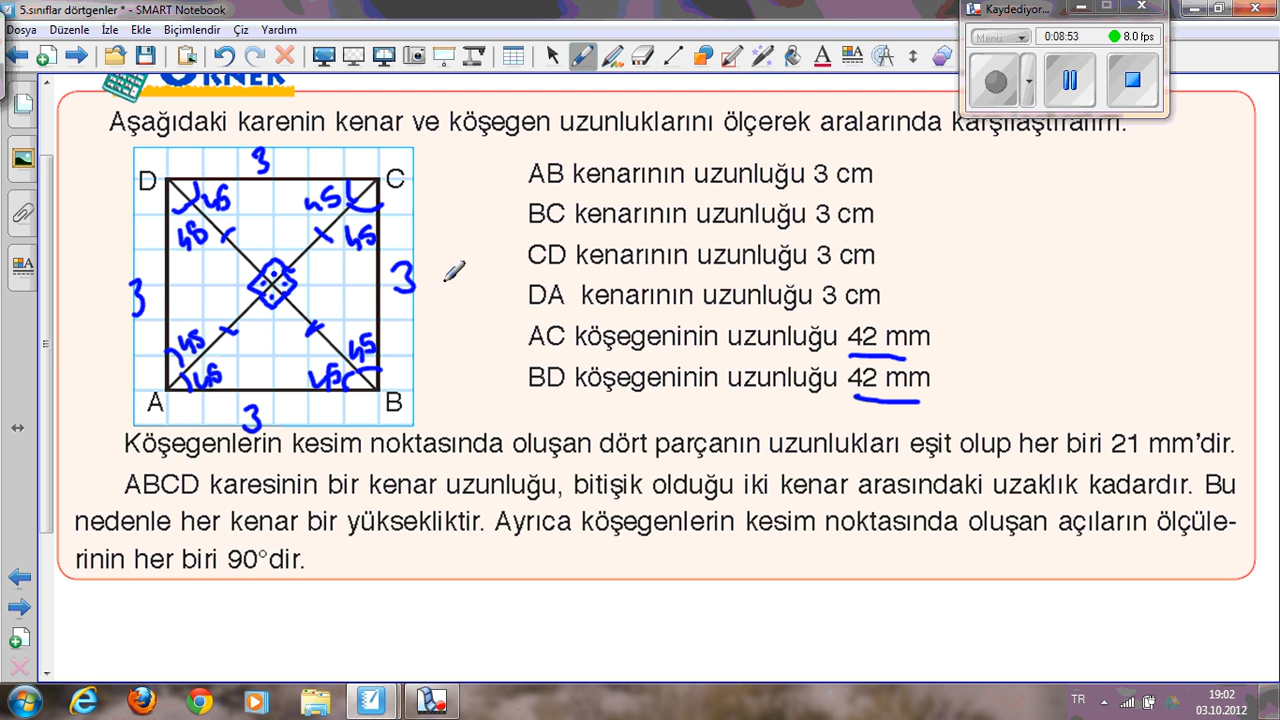 5.sınıflar dörtgenler * - SMART Notebook
Kaydediyor...
Dosya Düzenle İzle Ekle Biçimlendir Çiz Yardım
Menü 0:08:53 8.0 fps
ÖRNEK
Aşağıdaki karenin kenar ve köşegen uzunluklarını ölçerek aralarında karşılaştıralım.
3
D C
45 45
45 45
3 3
45 45
45 45
A B
3
AB kenarının uzunluğu 3 cm
BC kenarının uzunluğu 3 cm
CD kenarının uzunluğu 3 cm
DA kenarının uzunluğu 3 cm
AC köşegeninin uzunluğu 42 mm
BD köşegeninin uzunluğu 42 mm
Köşegenlerin kesim noktasında oluşan dört parçanın uzunlukları eşit olup her biri 21 mm’dir.
ABCD karesinin bir kenar uzunluğu, bitişik olduğu iki kenar arasındaki uzaklık kadardır. Bu
nedenle her kenar bir yüksekliktir. Ayrıca köşegenlerin kesim noktasında oluşan açıların ölçüle-
rinin her biri 90°dir.
TR
19:02
03.10.2012